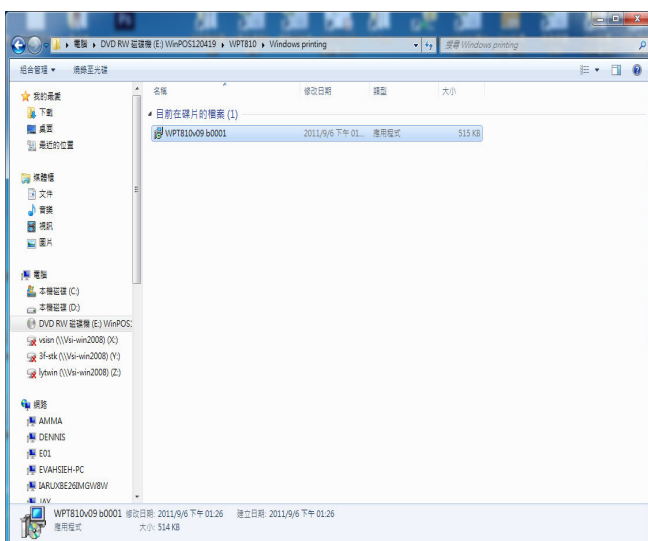 電腦 ▸ DVD RW 磁碟機 (E:) WinPOS120419 ▸ WPT810 ▸ Windows printing
搜尋 Windows printing
組合管理 燒錄至光碟
名稱 修改日期 類型 大小
我的最愛
下載
桌面
最近的位置
目前在碟片的檔案 (1)
WPT810v09 b0001 2011/9/6 下午 01... 應用程式 515 KB
媒體櫃
文件
音樂
視訊
圖片
電腦
本機磁碟 (C:)
本機磁碟 (D:)
DVD RW 磁碟機 (E:) WinPOS:
vsisn (\\Vsi-win2008) (X:)
3f-stk (\\Vsi-win2008) (Y:)
lytwin (\\Vsi-win2008) (Z:)
網路
AMMA
DENNIS
E01
EVAHSIEH-PC
IARUXBE26IMGW8W
WPT810v09 b0001 修改日期: 2011/9/6 下午 01:26 建立日期: 2011/9/6 下午 01:26
應用程式 大小: 514 KB